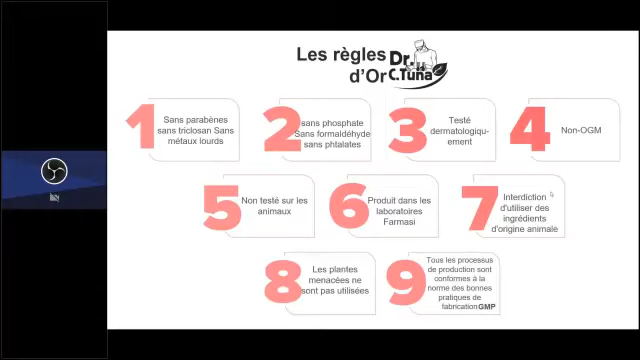 Les règles
d'Or
Dr.
C.Tuna
1
Sans parabènes
sans triclosan Sans
métaux lourds
2
sans phosphate
Sans formaldéhyde
sans phtalates
3
Testé
dermatologiqu-
ement
4
Non-OGM
5
Non testé sur les
animaux
6
Produit dans les
laboratoires
Farmasi
7
Interdiction
d'utiliser des
ingrédients
d'origine animale
8
Les plantes
menacées ne
sont pas utilisées
9
Tous les processus
de production sont
conformes à la
norme des bonnes
pratiques de
fabrication GMP